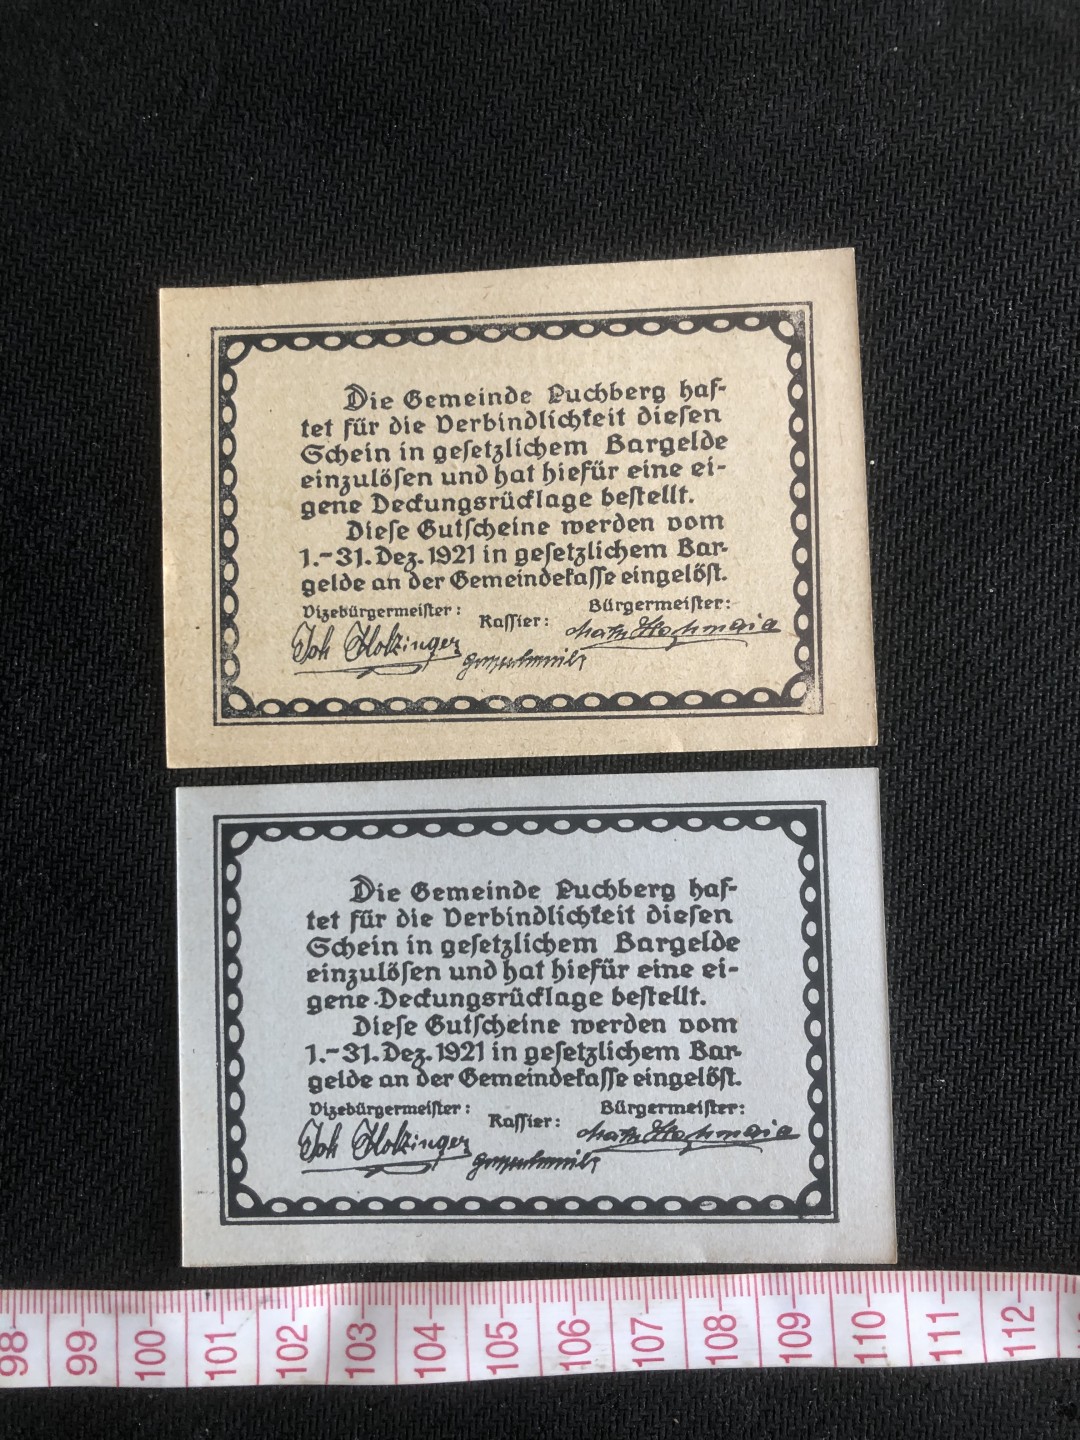 Die Gemeinde Puchberg haf-
tet für die Verbindlichkeit diesen
Schein in gesetzlichem Bargelde
einzulösen und hat hiefür eine ei-
gene Deckungsrücklage bestellt.
Diese Gutscheine werden vom
1.-31. Dez. 1921 in gesetzlichem Bar-
gelde an der Gemeindekasse eingelöst.
Vizebürgermeister: Kassier: Bürgermeister:
Joh Holzinger
Die Gemeinde Puchberg haf-
tet für die Verbindlichkeit diesen
Schein in gesetzlichem Bargelde
einzulösen und hat hiefür eine ei-
gene Deckungsrücklage bestellt.
Diese Gutscheine werden vom
1.-31. Dez. 1921 in gesetzlichem Bar-
gelde an der Gemeindekasse eingelöst.
Vizebürgermeister: Kassier: Bürgermeister:
Joh Holzinger
98 99 100 101 102 103 104 105 106 107 108 109 110 111 112